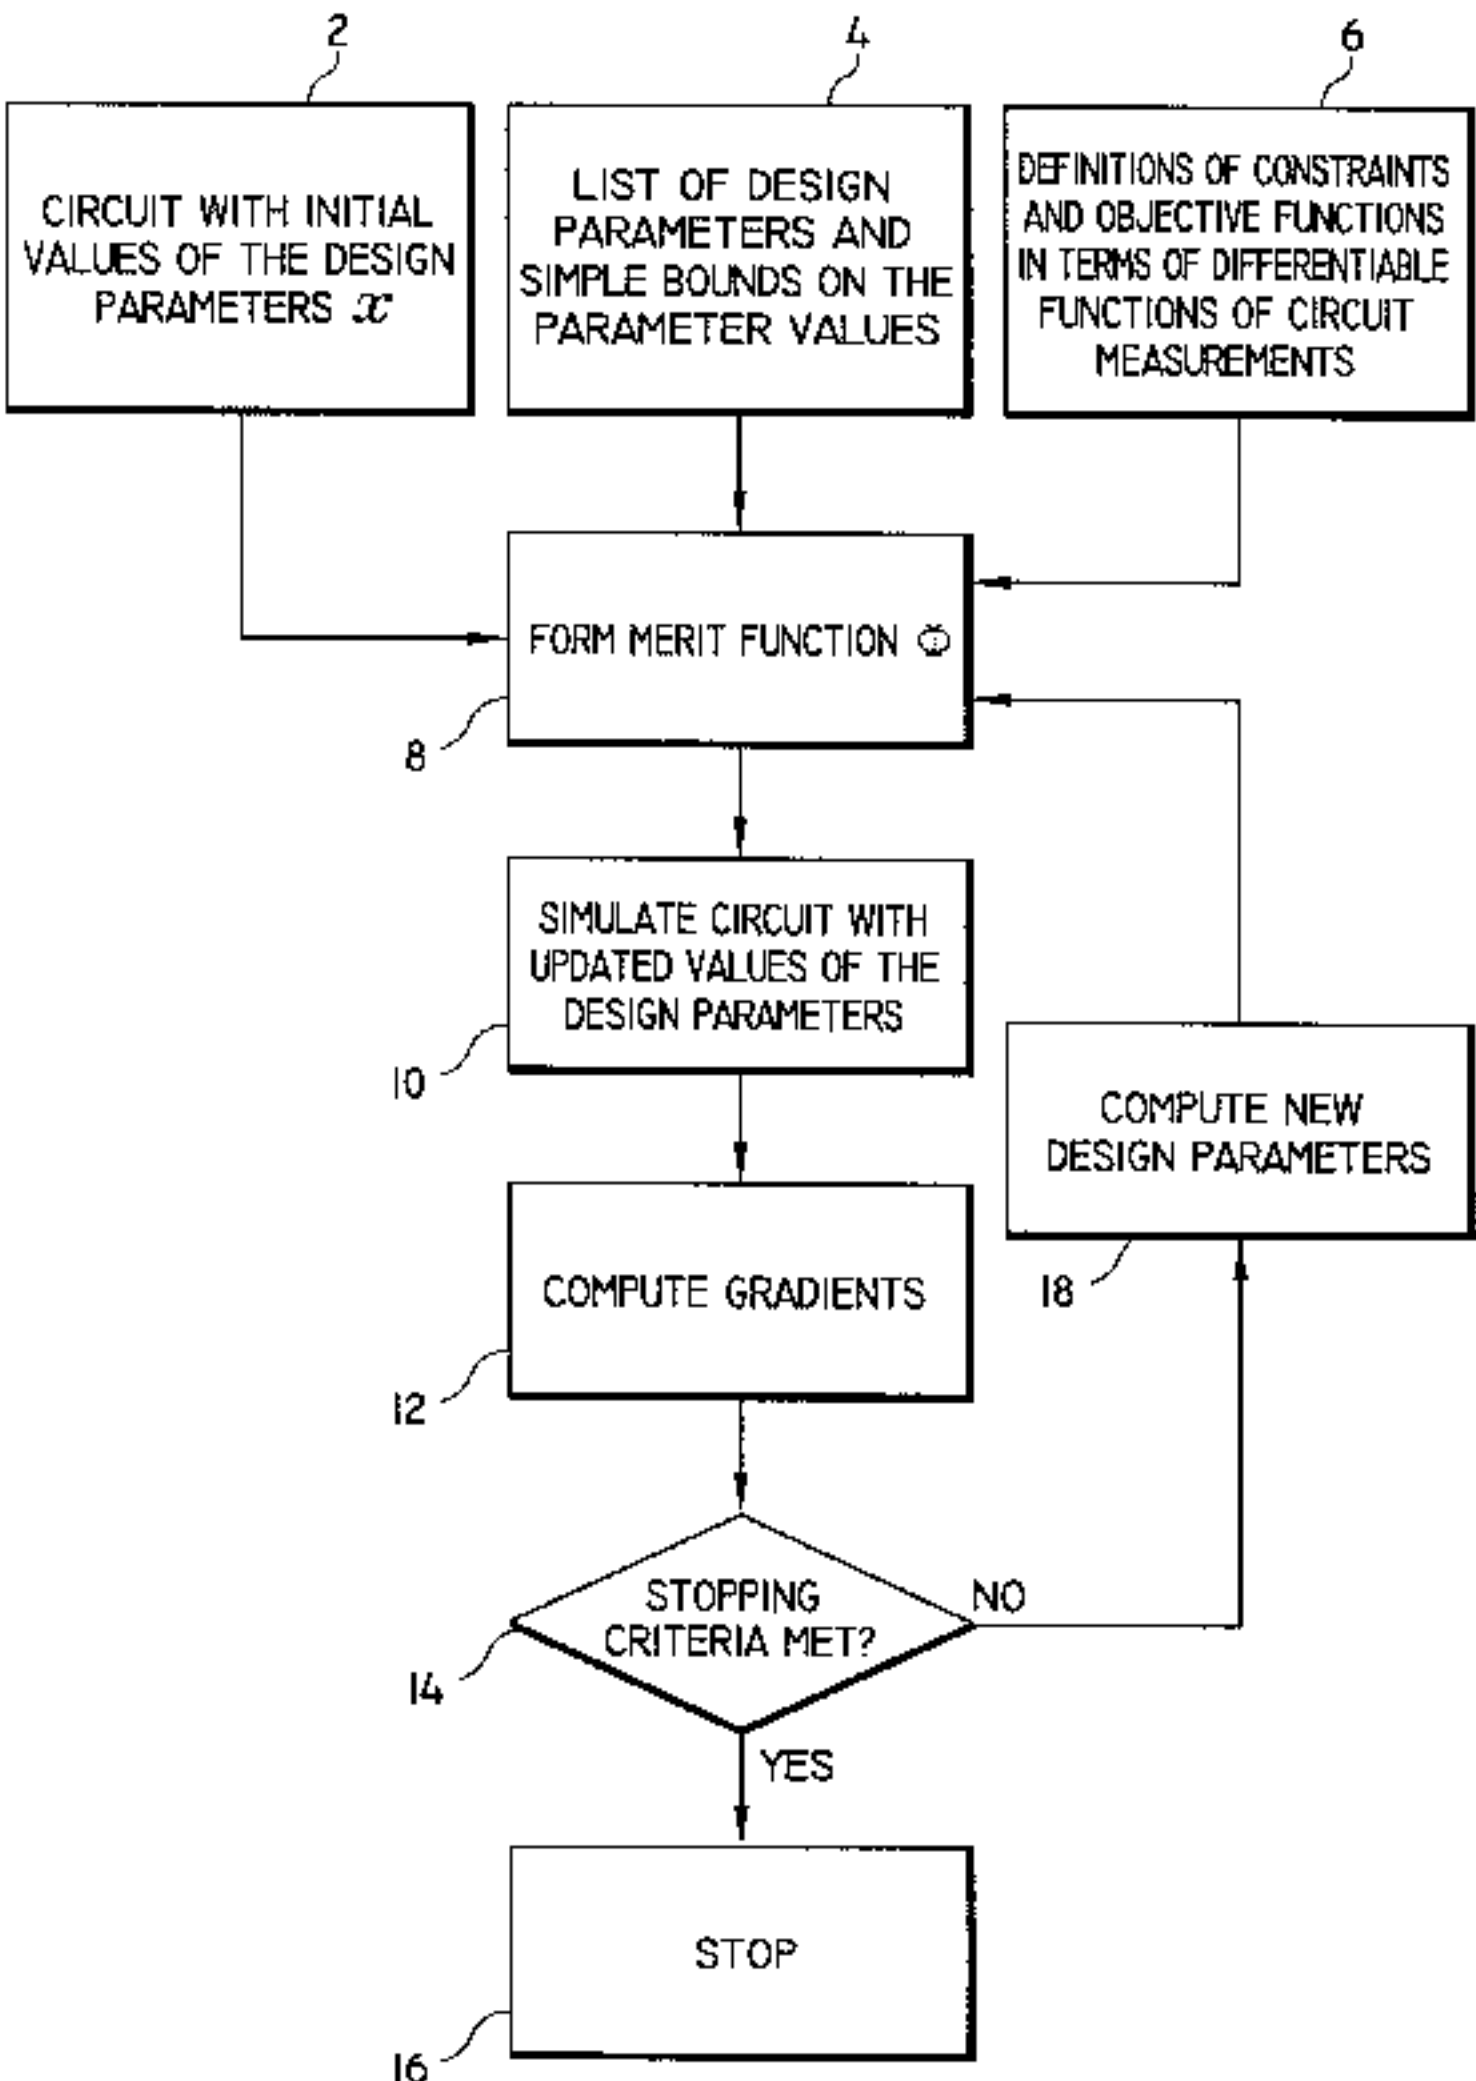 2
4
6
CIRCUIT WITH INITIAL
VALUES OF THE DESIGN
PARAMETERS x
LIST OF DESIGN
PARAMETERS AND
SIMPLE BOUNDS ON THE
PARAMETER VALUES
DEFINITIONS OF CONSTRAINTS
AND OBJECTIVE FUNCTIONS
IN TERMS OF DIFFERENTIABLE
FUNCTIONS OF CIRCUIT
MEASUREMENTS
FORM MERIT FUNCTION Φ
8
SIMULATE CIRCUIT WITH
UPDATED VALUES OF THE
DESIGN PARAMETERS
10
COMPUTE NEW
DESIGN PARAMETERS
18
COMPUTE GRADIENTS
12
STOPPING
CRITERIA MET?
NO
14
YES
STOP
16